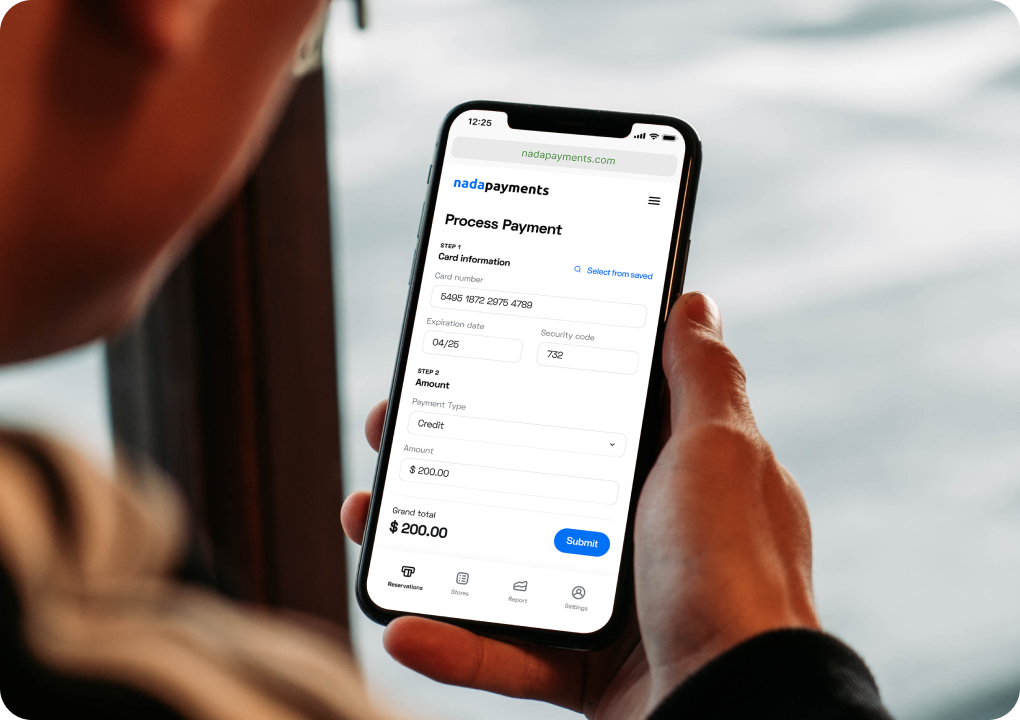 12:25
nadapayments.com
nadapayments
Process Payment
STEP 1
Card information
Select from saved
Card number
5495 1872 2975 4789
Expiration date
Security code
04/25
732
STEP 2
Amount
Payment Type
Credit
Amount
$ 200.00
Grand total
$ 200.00
Submit
Reservations
Stores
Report
Settings